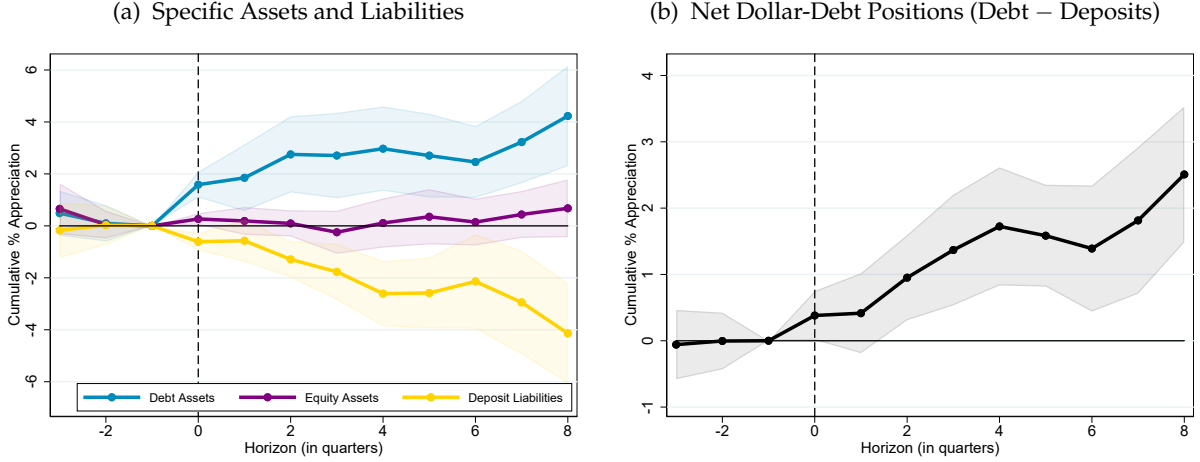 (a) Specific Assets and Liabilities
Cumulative % Appreciation
6
4
2
0
-2
-4
-6
Debt Assets
Equity Assets
Deposit Liabilities
-2
0
2
4
6
8
Horizon (in quarters)
(b) Net Dollar-Debt Positions (Debt − Deposits)
Cumulative % Appreciation
4
3
2
1
0
-1
-2
0
2
4
6
8
Horizon (in quarters)